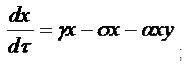 dx/dτ = γx − σx − αxy ;